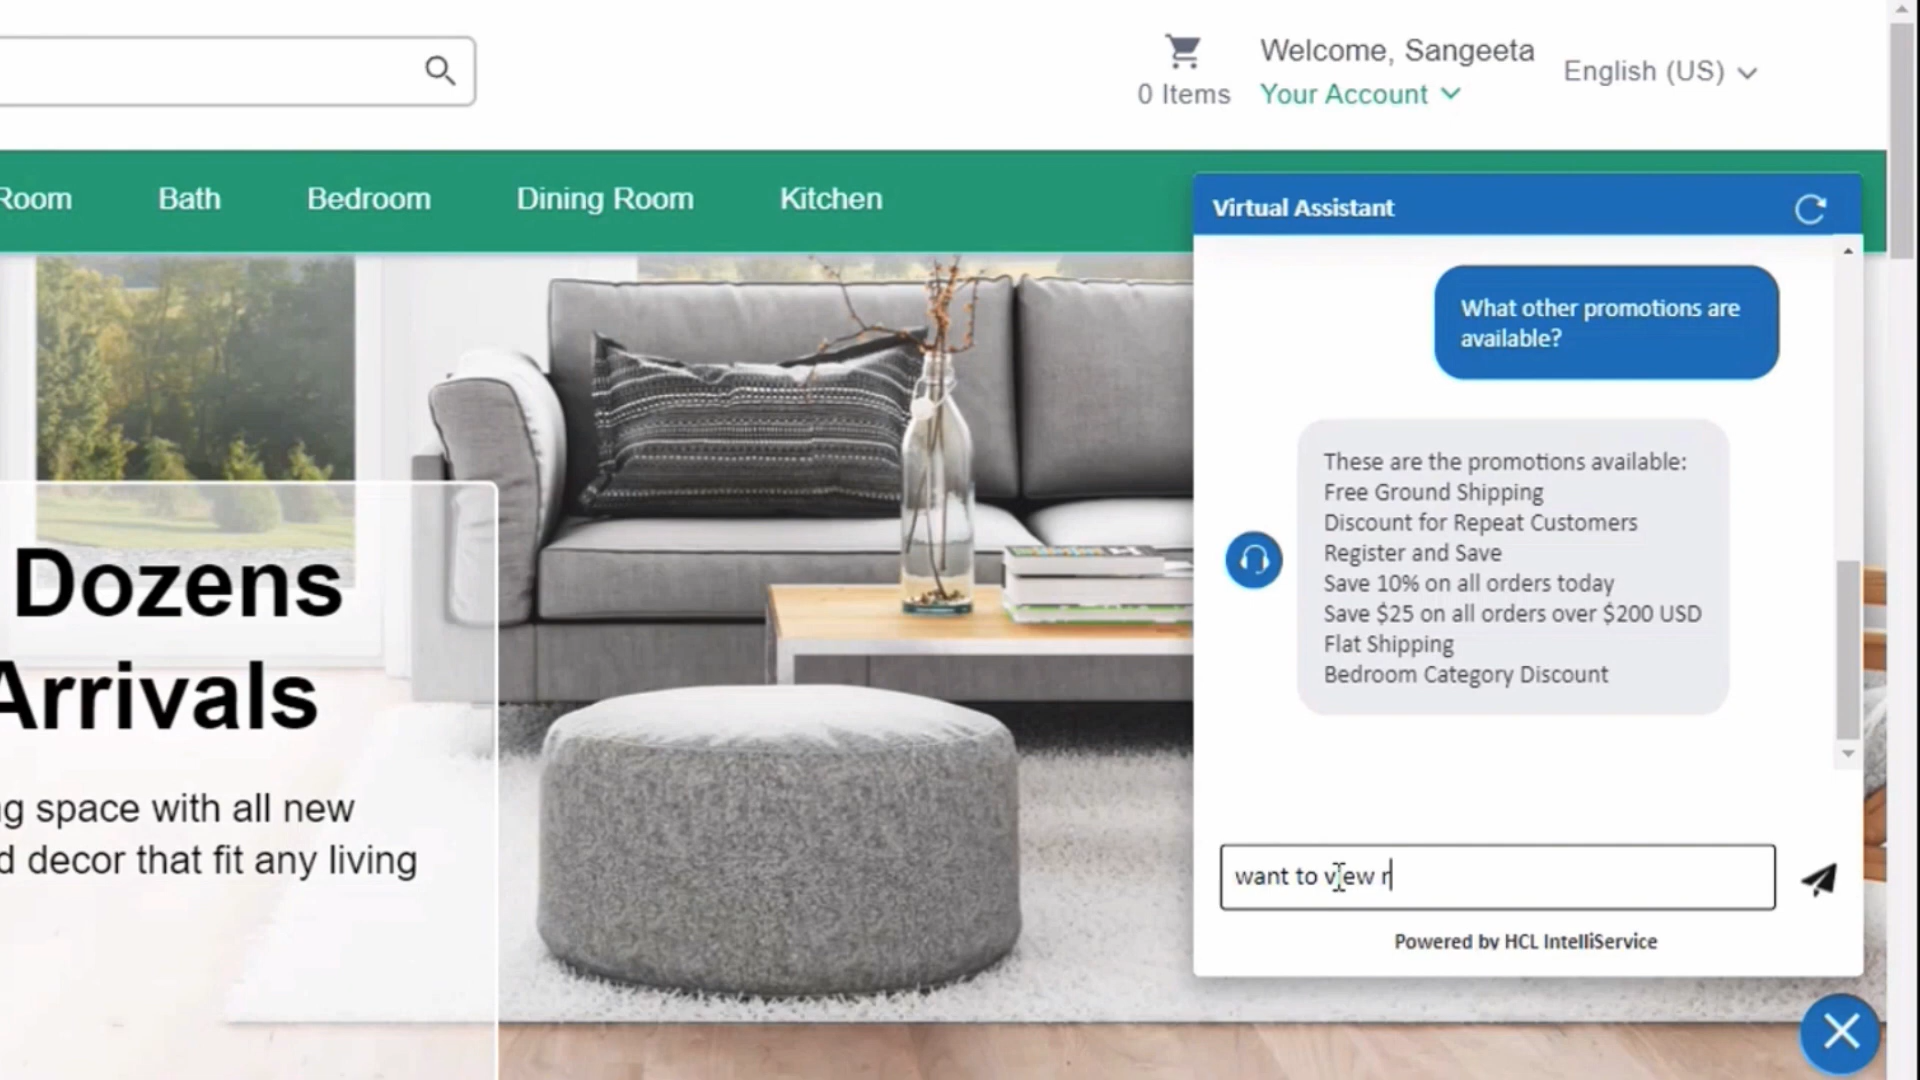 0 Items
Welcome, Sangeeta
Your Account
English (US)
Room
Bath
Bedroom
Dining Room
Kitchen
Dozens
Arrivals
space with all new
decor that fit any living
Virtual Assistant
What other promotions are
available?
These are the promotions available:
Free Ground Shipping
Discount for Repeat Customers
Register and Save
Save 10% on all orders today
Save $25 on all orders over $200 USD
Flat Shipping
Bedroom Category Discount
want to view r
Powered by HCL IntelliService